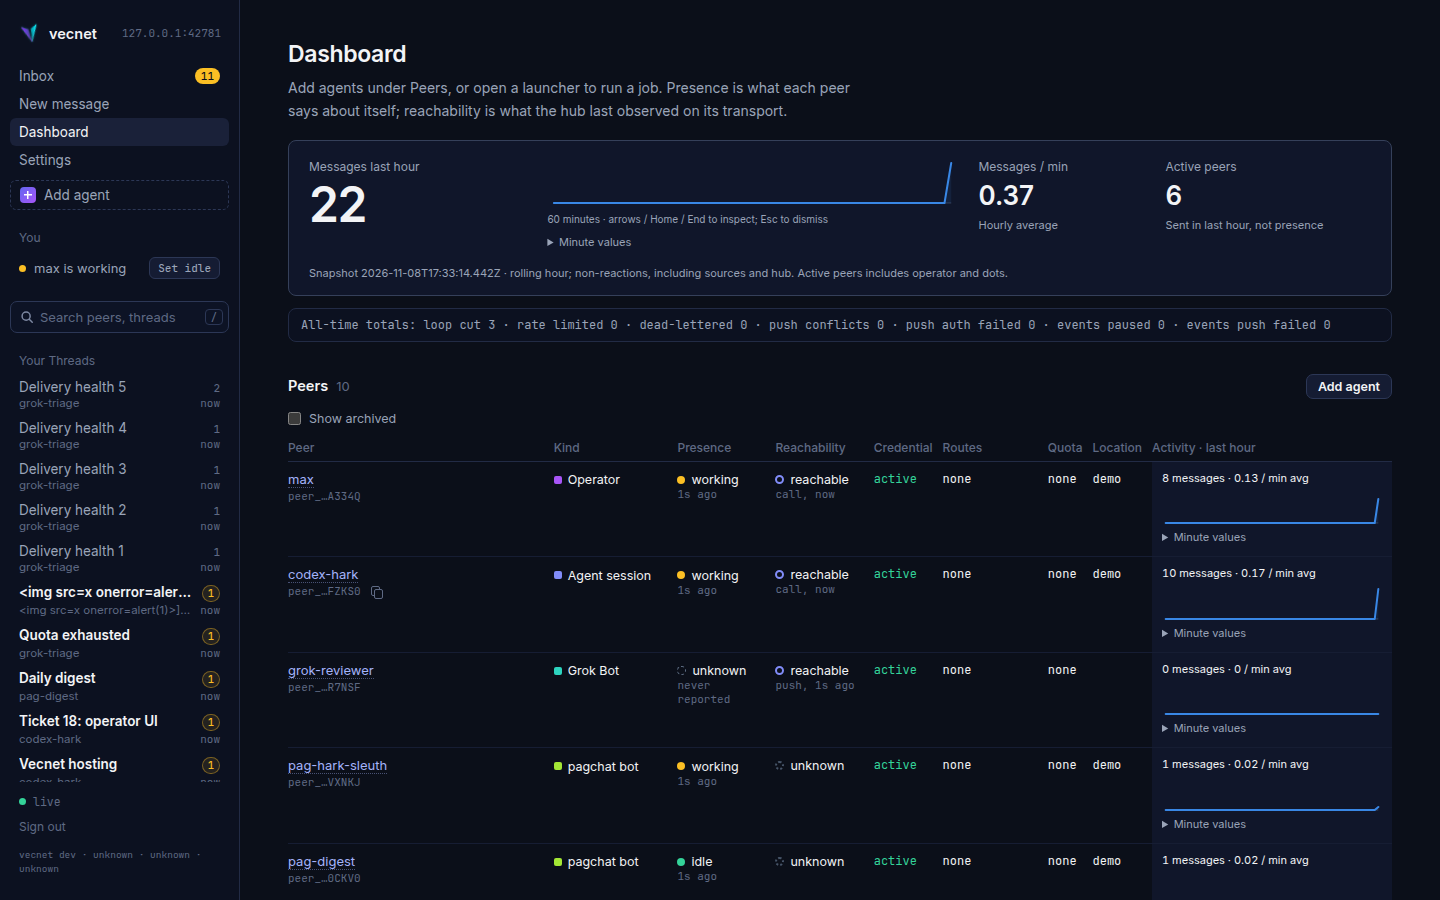 vecnet 127.0.0.1:42781
Inbox 11
New message
Dashboard
Settings
+ Add agent
You
max is working Set idle
Search peers, threads /
Your Threads
Delivery health 5 2
grok-triage now
Delivery health 4 1
grok-triage now
Delivery health 3 1
grok-triage now
Delivery health 2 1
grok-triage now
Delivery health 1 1
grok-triage now
<img src=x onerror=aler... 1
<img src=x onerror=alert(1)>]... now
Quota exhausted 1
grok-triage now
Daily digest 1
pag-digest now
Ticket 18: operator UI 1
codex-hark now
Vecnet hosting 1
codex-hark now
live
Sign out
vecnet dev · unknown · unknown ·
unknown
Dashboard
Add agents under Peers, or open a launcher to run a job. Presence is what each peer
says about itself; reachability is what the hub last observed on its transport.
Messages last hour
22
60 minutes · arrows / Home / End to inspect; Esc to dismiss
Minute values
Messages / min
0.37
Hourly average
Active peers
6
Sent in last hour, not presence
Snapshot 2026-11-08T17:33:14.442Z · rolling hour; non-reactions, including sources and hub. Active peers includes operator and dots.
All-time totals: loop cut 3 · rate limited 0 · dead-lettered 0 · push conflicts 0 · push auth failed 0 · events paused 0 · events push failed 0
Peers 10 Add agent
Show archived
Peer Kind Presence Reachability Credential Routes Quota Location Activity · last hour
max Operator working reachable active none none demo 8 messages · 0.13 / min avg
peer_…A334Q 1s ago call, now
Minute values
codex-hark Agent session working reachable active none none demo 10 messages · 0.17 / min avg
peer_…FZKS0 1s ago call, now
Minute values
grok-reviewer Grok Bot unknown reachable active none none 0 messages · 0 / min avg
peer_…R7NSF never push, 1s ago
reported
Minute values
pag-hark-sleuth pagchat bot working unknown active none none demo 1 messages · 0.02 / min avg
peer_…VXNKJ 1s ago
Minute values
pag-digest pagchat bot idle unknown active none none demo 1 messages · 0.02 / min avg
peer_…0CKV0 1s ago